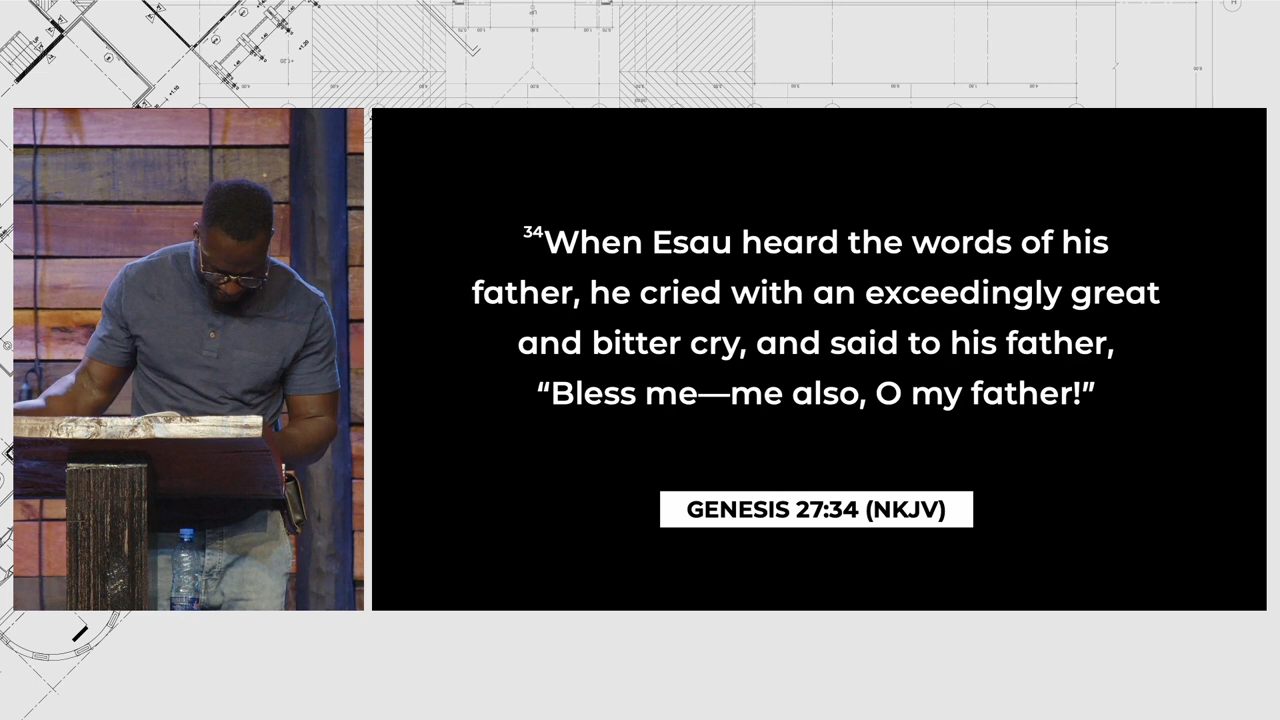 ³⁴When Esau heard the words of his
father, he cried with an exceedingly great
and bitter cry, and said to his father,
“Bless me—me also, O my father!”
GENESIS 27:34 (NKJV)